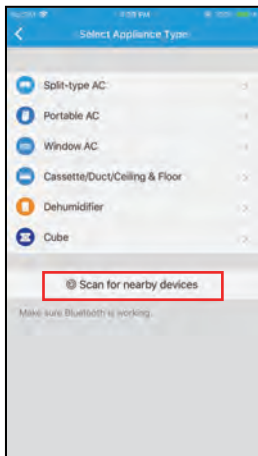 Select Appliance Type
Split-type AC
Portable AC
Window AC
Cassette/Duct/Ceiling & Floor
Dehumidifier
Cube
Scan for nearby devices
Make sure Bluetooth is working.